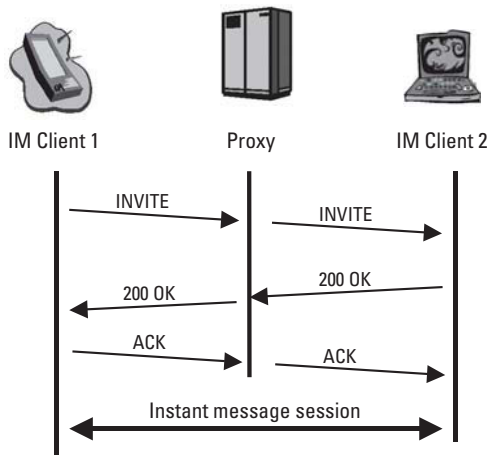 IM Client 1
Proxy
IM Client 2
INVITE
INVITE
200 OK
200 OK
ACK
ACK
Instant message session